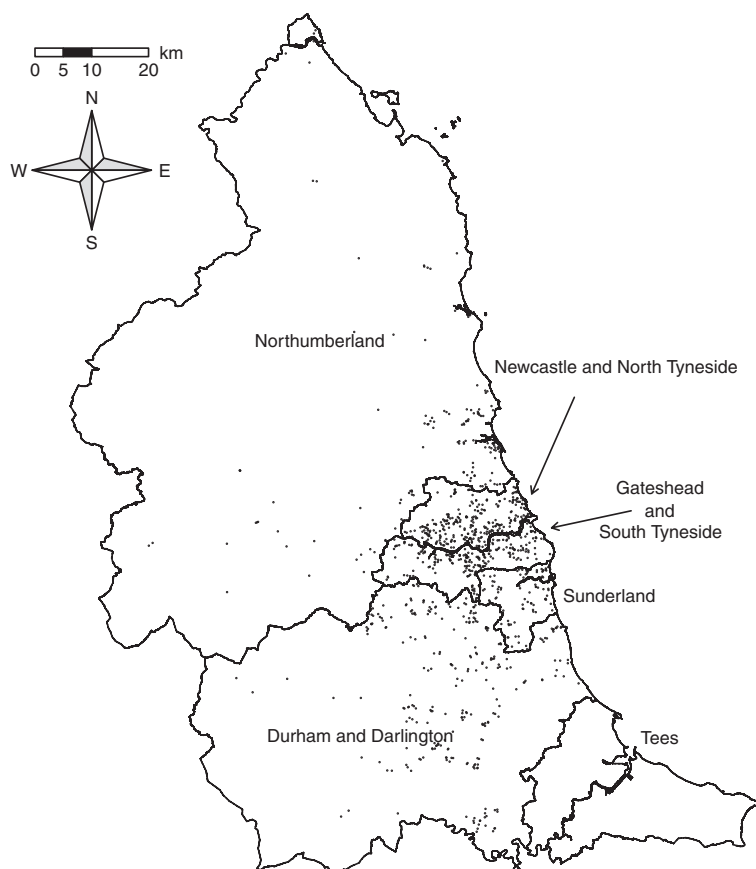 km
0 5 10 20
N
W E
S
Northumberland
Newcastle and North Tyneside
Gateshead
and
South Tyneside
Sunderland
Durham and Darlington
Tees